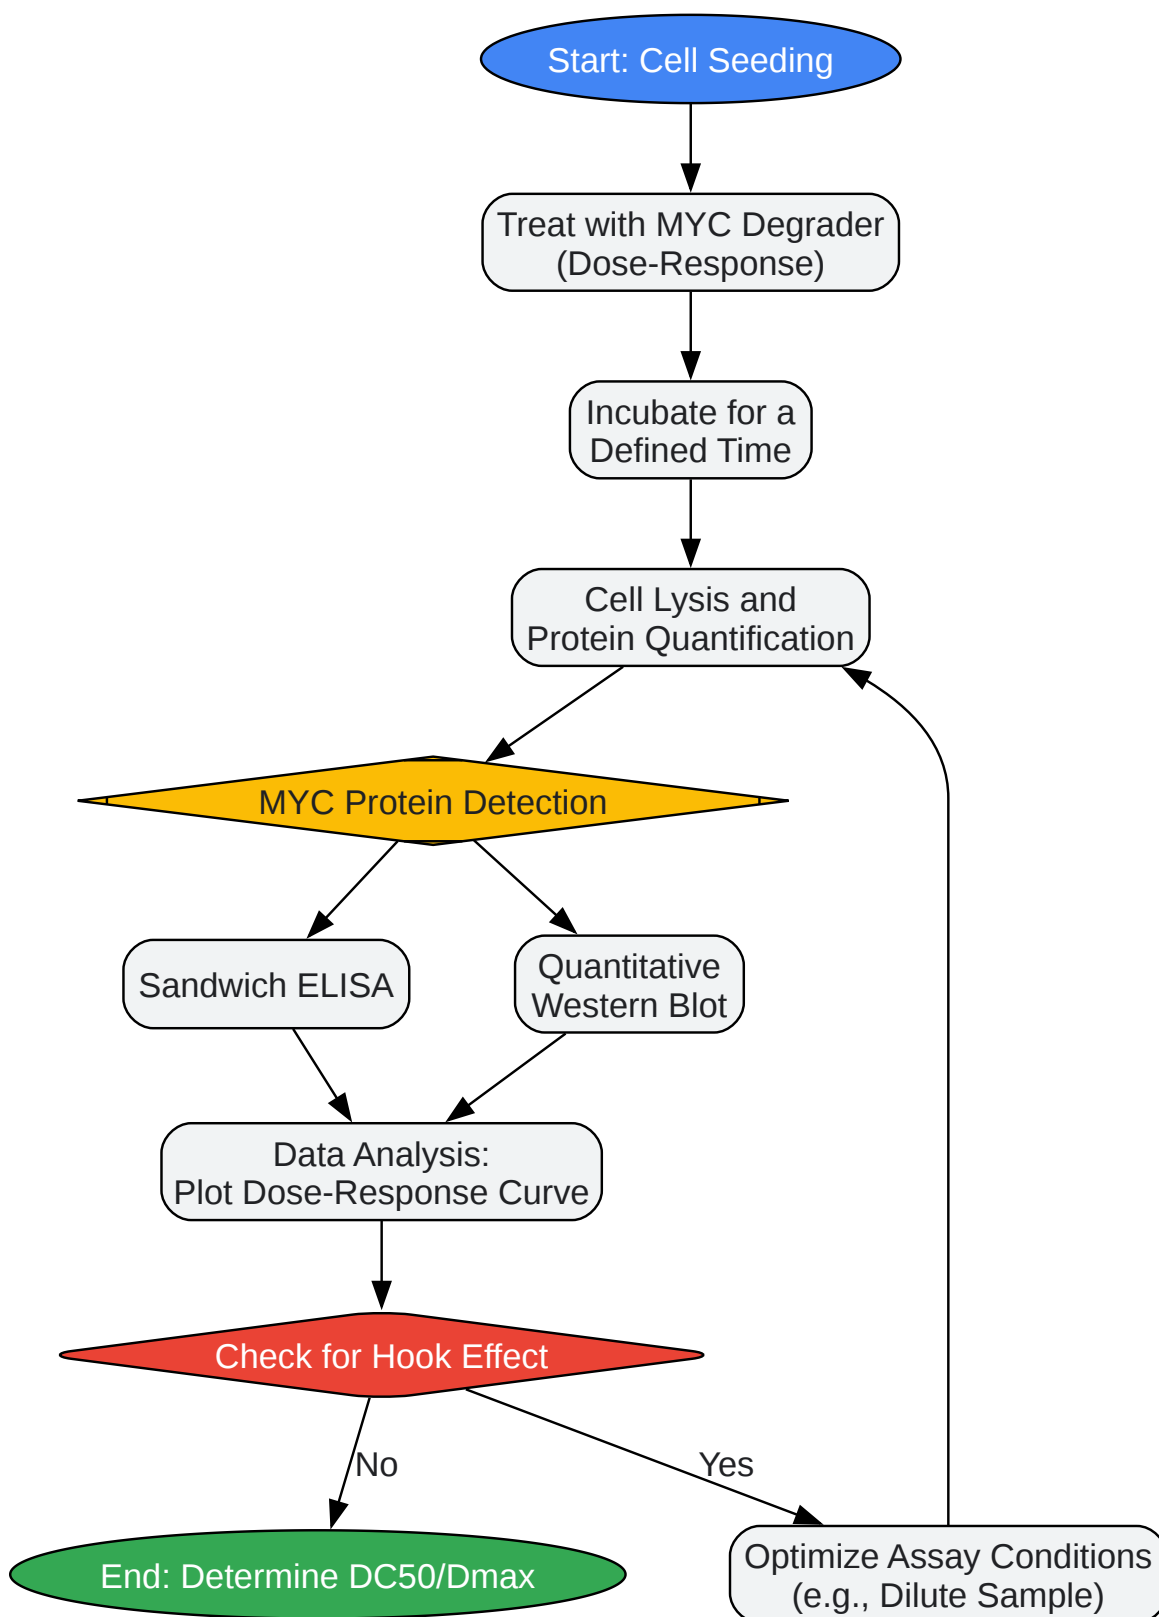 Start: Cell Seeding
Treat with MYC Degrader
(Dose-Response)
Incubate for a
Defined Time
Cell Lysis and
Protein Quantification
MYC Protein Detection
Sandwich ELISA
Quantitative
Western Blot
Data Analysis:
Plot Dose-Response Curve
Check for Hook Effect
No
Yes
End: Determine DC50/Dmax
Optimize Assay Conditions
(e.g., Dilute Sample)